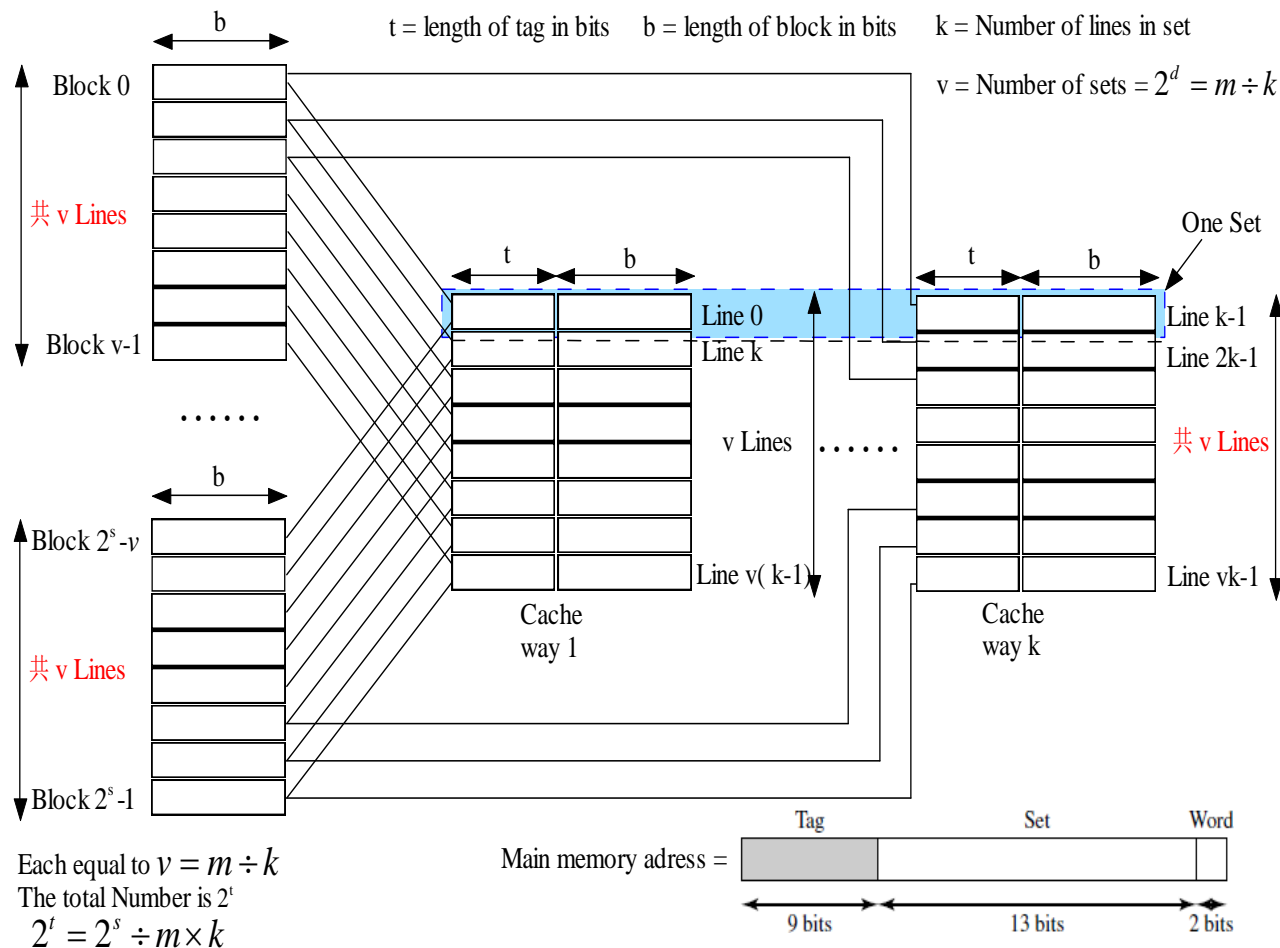 t = length of tag in bits b = length of block in bits k = Number of lines in set
v = Number of sets = 2^d = m ÷ k
b
Block 0
共 v Lines
Block v-1
......
b
Block 2^s -v
共 v Lines
Block 2^s -1
Each equal to v = m ÷ k
The total Number is 2^t
2^t = 2^s ÷ m × k
t b
Line 0
Line k
v Lines
Line v( k-1)
Cache
way 1
......
One Set
t b
Line k-1
Line 2k-1
共 v Lines
Line vk-1
Cache
way k
Tag Set Word
Main memory adress =
9 bits 13 bits 2 bits